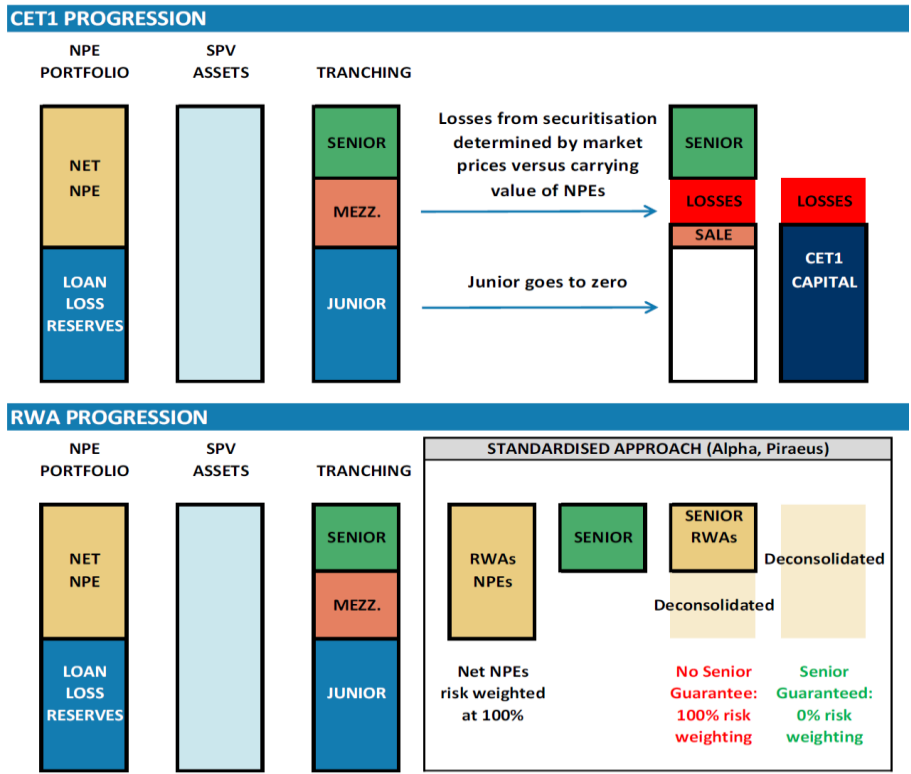 CET1 PROGRESSION
NPE
PORTFOLIO
SPV
ASSETS
TRANCHING
NET
NPE
LOAN
LOSS
RESERVES
SENIOR
MEZZ.
JUNIOR
Losses from securitisation
determined by market
prices versus carrying
value of NPEs
Junior goes to zero
SENIOR
LOSSES
SALE
LOSSES
CET1
CAPITAL
RWA PROGRESSION
NPE
PORTFOLIO
SPV
ASSETS
TRANCHING
NET
NPE
LOAN
LOSS
RESERVES
SENIOR
MEZZ.
JUNIOR
STANDARDISED APPROACH (Alpha, Piraeus)
RWAs
NPEs
SENIOR
SENIOR
RWAs
Deconsolidated
Deconsolidated
Net NPEs
risk weighted
at 100%
No Senior
Guarantee:
100% risk
weighting
Senior
Guaranteed:
0% risk
weighting